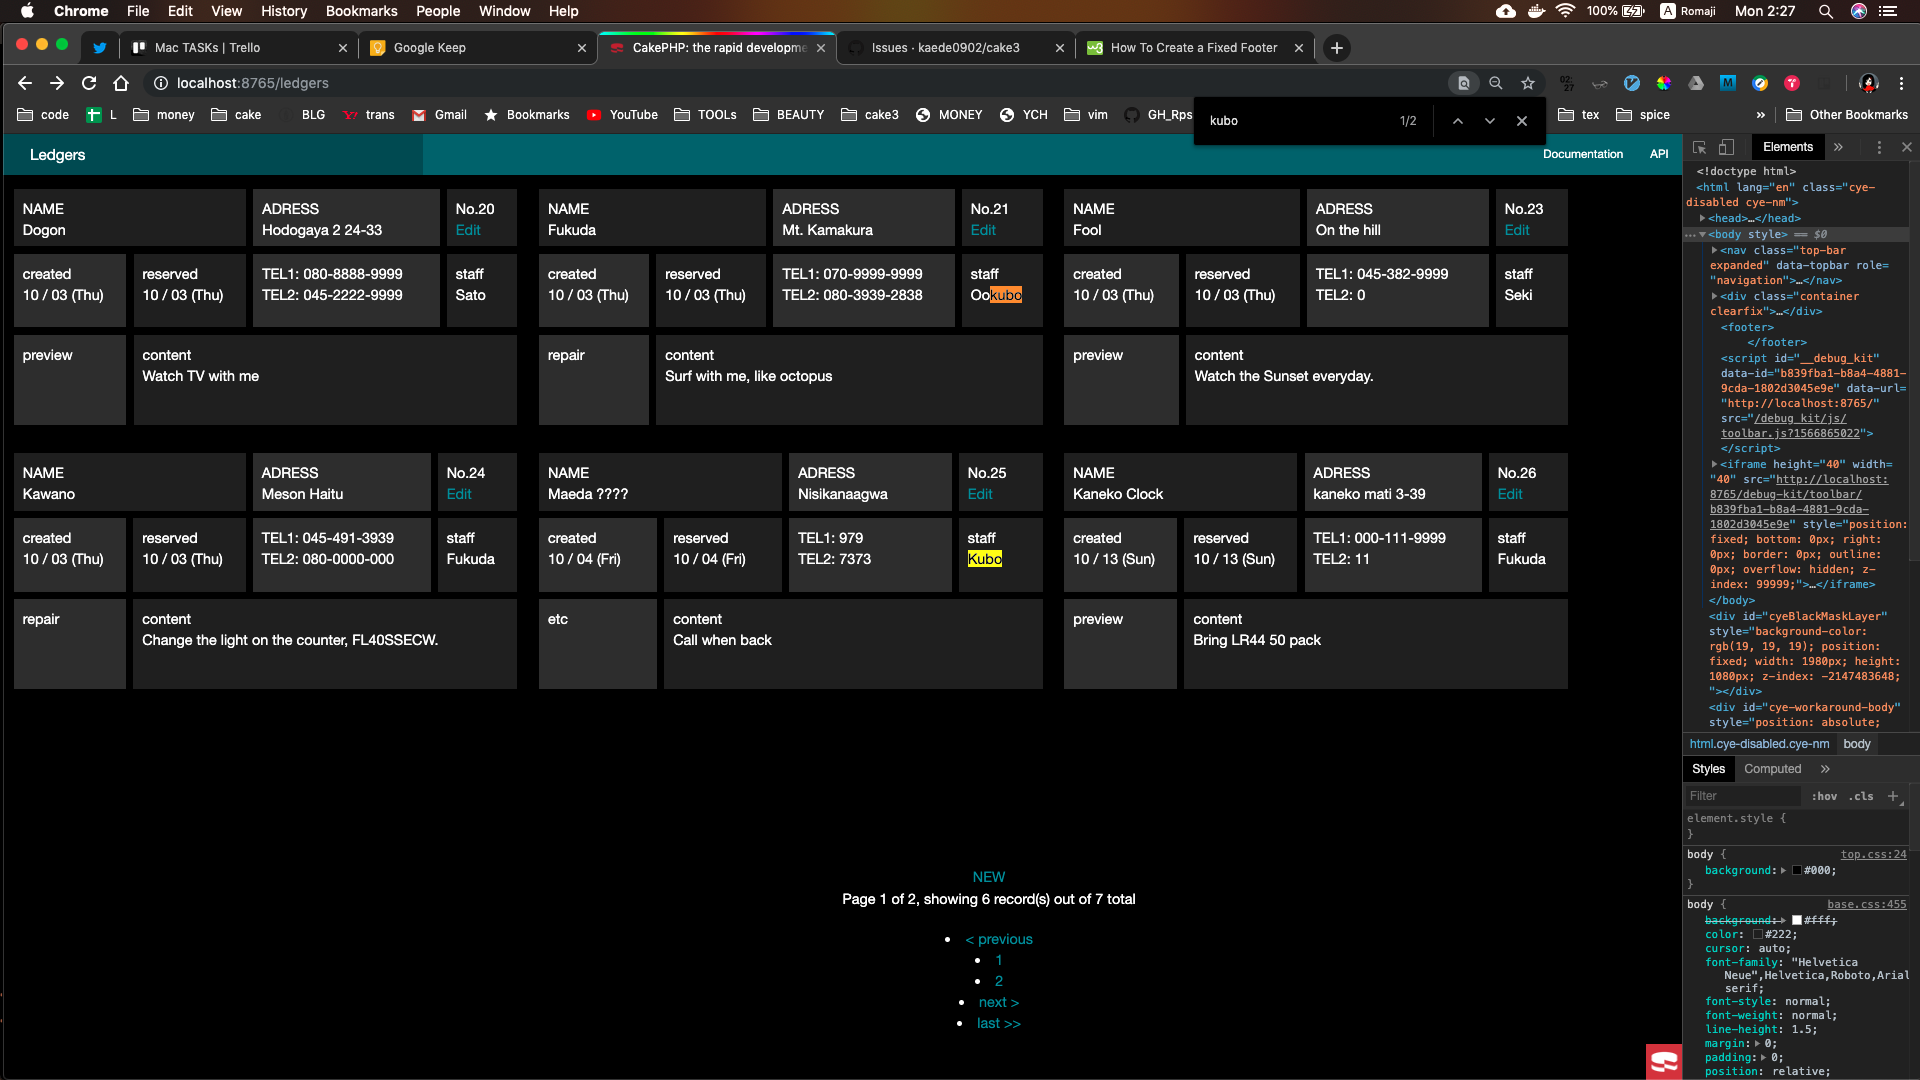 Chrome File Edit View History Bookmarks People Window Help 100% A Romaji Mon 2:27
Mac TASKs | Trello
Google Keep
CakePHP: the rapid developme
Issues · kaede0902/cake3
How To Create a Fixed Footer
localhost:8765/ledgers
code L money cake BLG trans Gmail Bookmarks YouTube TOOLs BEAUTY cake3 MONEY YCH vim GH_Rps tex spice » Other Bookmarks
kubo 1/2
Ledgers
Documentation API
NAME
Dogon
ADRESS
Hodogaya 2 24-33
No.20
Edit
created
10 / 03 (Thu)
reserved
10 / 03 (Thu)
TEL1: 080-8888-9999
TEL2: 045-2222-9999
staff
Sato
preview
content
Watch TV with me
NAME
Fukuda
ADRESS
Mt. Kamakura
No.21
Edit
created
10 / 03 (Thu)
reserved
10 / 03 (Thu)
TEL1: 070-9999-9999
TEL2: 080-3939-2838
staff
Ookubo
repair
content
Surf with me, like octopus
NAME
Fool
ADRESS
On the hill
No.23
Edit
created
10 / 03 (Thu)
reserved
10 / 03 (Thu)
TEL1: 045-382-9999
TEL2: 0
staff
Seki
preview
content
Watch the Sunset everyday.
NAME
Kawano
ADRESS
Meson Haitu
No.24
Edit
created
10 / 03 (Thu)
reserved
10 / 03 (Thu)
TEL1: 045-491-3939
TEL2: 080-0000-000
staff
Fukuda
repair
content
Change the light on the counter, FL40SSECW.
NAME
Maeda ????
ADRESS
Nisikanaagwa
No.25
Edit
created
10 / 04 (Fri)
reserved
10 / 04 (Fri)
TEL1: 979
TEL2: 7373
staff
Kubo
etc
content
Call when back
NAME
Kaneko Clock
ADRESS
kaneko mati 3-39
No.26
Edit
created
10 / 13 (Sun)
reserved
10 / 13 (Sun)
TEL1: 000-111-9999
TEL2: 11
staff
Fukuda
preview
content
Bring LR44 50 pack
NEW
Page 1 of 2, showing 6 record(s) out of 7 total
< previous
1
2
next >
last >>
Elements »
<!doctype html>
<html lang="en" class="cye-
disabled cye-nm">
<head>…</head>
<body style> == $0
<nav class="top-bar
expanded" data-topbar role=
"navigation">…</nav>
<div class="container
clearfix">…</div>
<footer>
</footer>
<script id="__debug_kit"
data-id="b839fba1-b8a4-4881-
9cda-1802d3045e9e" data-url=
"http://localhost:8765/"
src="/debug_kit/js/
toolbar.js?1566865022">
</script>
<iframe height="40" width=
"40" src="http://localhost:
8765/debug-kit/toolbar/
b839fba1-b8a4-4881-9cda-
1802d3045e9e" style="position:
fixed; bottom: 0px; right:
0px; border: 0px; outline:
0px; overflow: hidden; z-
index: 99999;">…</iframe>
</body>
<div id="cyeBlackMaskLayer"
style="background-color:
rgb(19, 19, 19); position:
fixed; width: 1980px; height:
1080px; z-index: -2147483648;
"></div>
<div id="cye-workaround-body"
style="position: absolute;
html.cye-disabled.cye-nm body
Styles Computed »
Filter :hov .cls +
element.style {
}
body { top.css:24
background: #000;
}
body { base.css:455
background: #fff;
color: #222;
cursor: auto;
font-family: "Helvetica
Neue",Helvetica,Roboto,Arial
serif;
font-style: normal;
font-weight: normal;
line-height: 1.5;
margin: 0;
padding: 0;
position: relative;